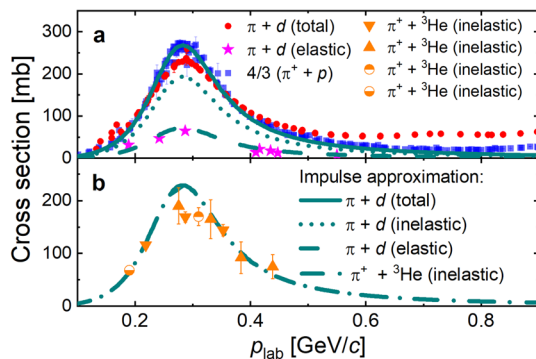 a
π + d (total)
π + d (elastic)
4/3 (π⁺ + p)
π⁺ + ³He (inelastic)
π⁺ + ³He (inelastic)
π⁺ + ³He (inelastic)
π⁺ + ³He (inelastic)
300
200
100
0
Cross section [mb]
b
Impulse approximation:
π + d (total)
π + d (inelastic)
π + d (elastic)
π⁺ + ³He (inelastic)
200
100
0
0.2 0.4 0.6 0.8
p_lab [GeV/c]